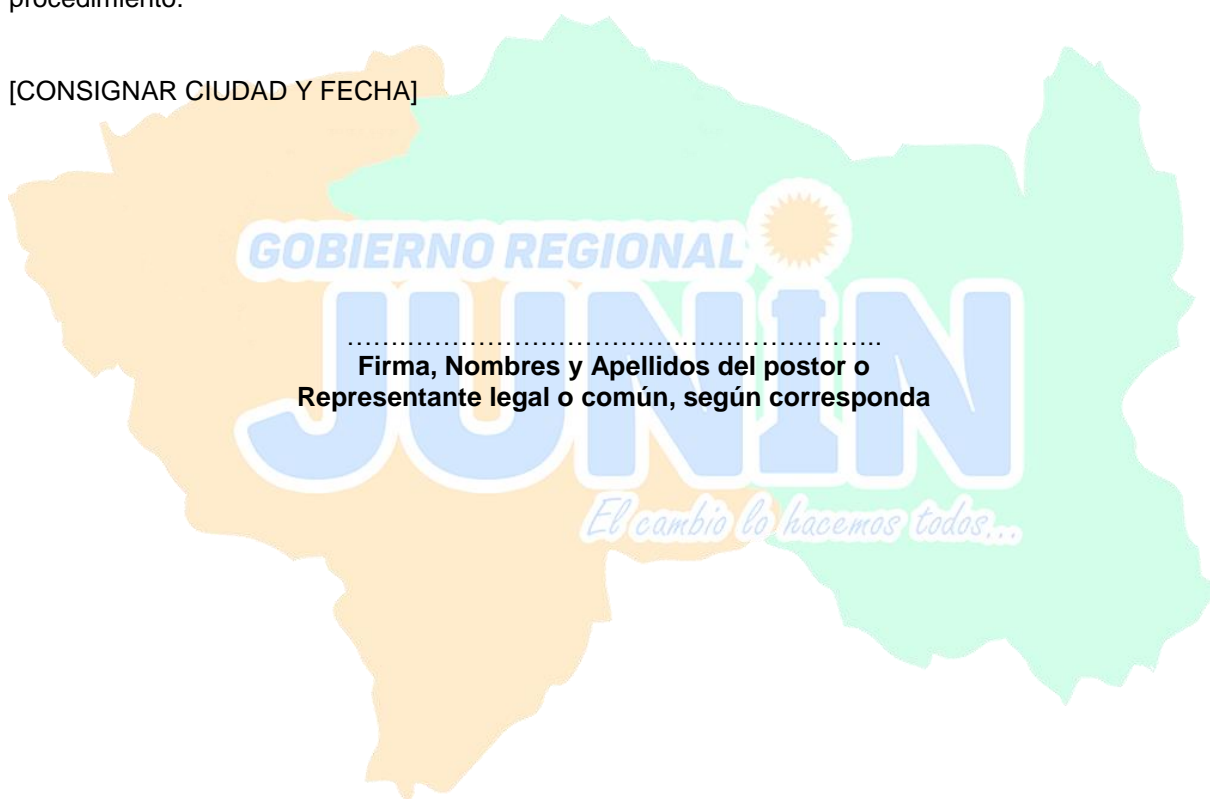 procedimiento.
[CONSIGNAR CIUDAD Y FECHA]
GOBIERNO REGIONAL
JUNÍN
……………………………………………………..
Firma, Nombres y Apellidos del postor o
Representante legal o común, según corresponda
El cambio lo hacemos todos...